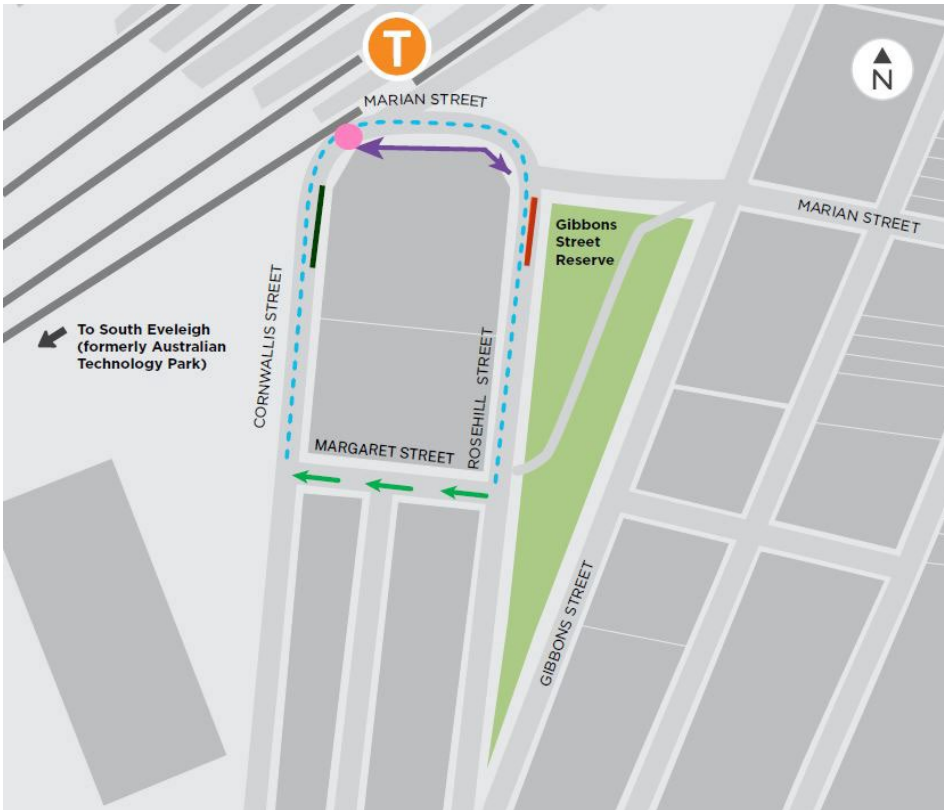 T
N
MARIAN STREET
MARIAN STREET
Gibbons
Street
Reserve
CORNWALLIS STREET
To South Eveleigh
(formerly Australian
Technology Park)
ROSEHILL STREET
MARGARET STREET
GIBBONS STREET